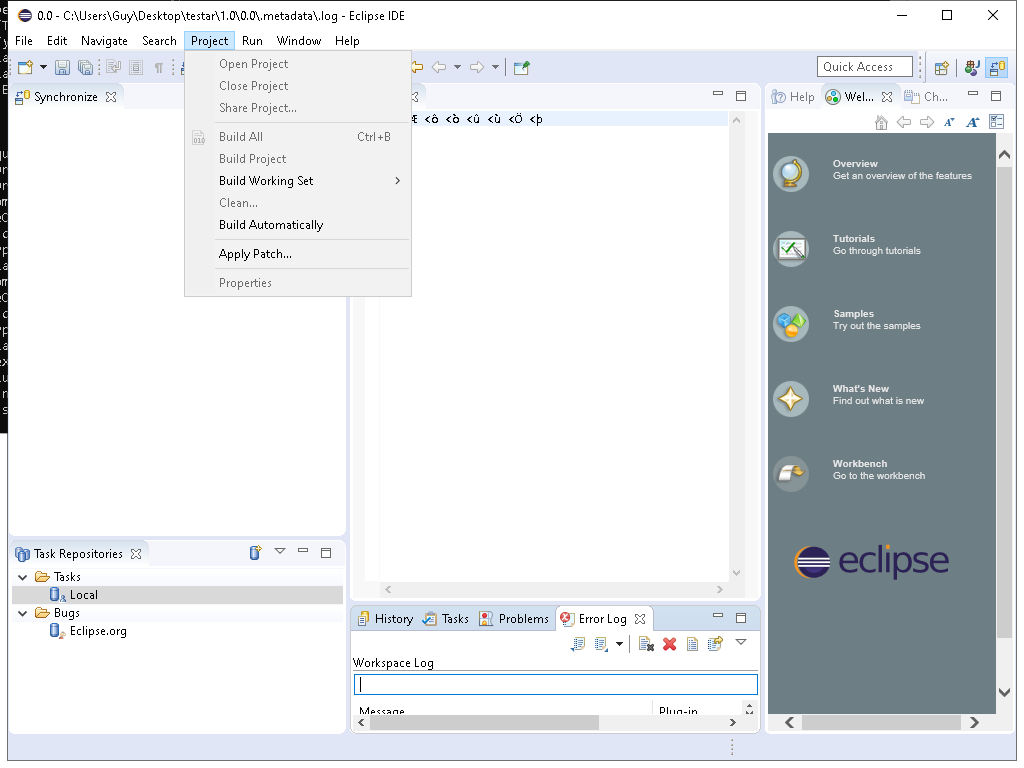 0.0 - C:\Users\Guy\Desktop\testar\1.0\0.0\.metadata\.log - Eclipse IDE
File Edit Navigate Search Project Run Window Help
Quick Access
Open Project
Close Project
Share Project...
Build All Ctrl+B
Build Project
Build Working Set
Clean...
Build Automatically
Apply Patch...
Properties
Synchronize
<ô <ò <û <ù <Ö <þ
Help Wel... Ch...
Overview
Get an overview of the features
Tutorials
Go through tutorials
Samples
Try out the samples
What's New
Find out what is new
Workbench
Go to the workbench
eclipse
Task Repositories
Tasks
Local
Bugs
Eclipse.org
History Tasks Problems Error Log
Workspace Log
Message Plug-in